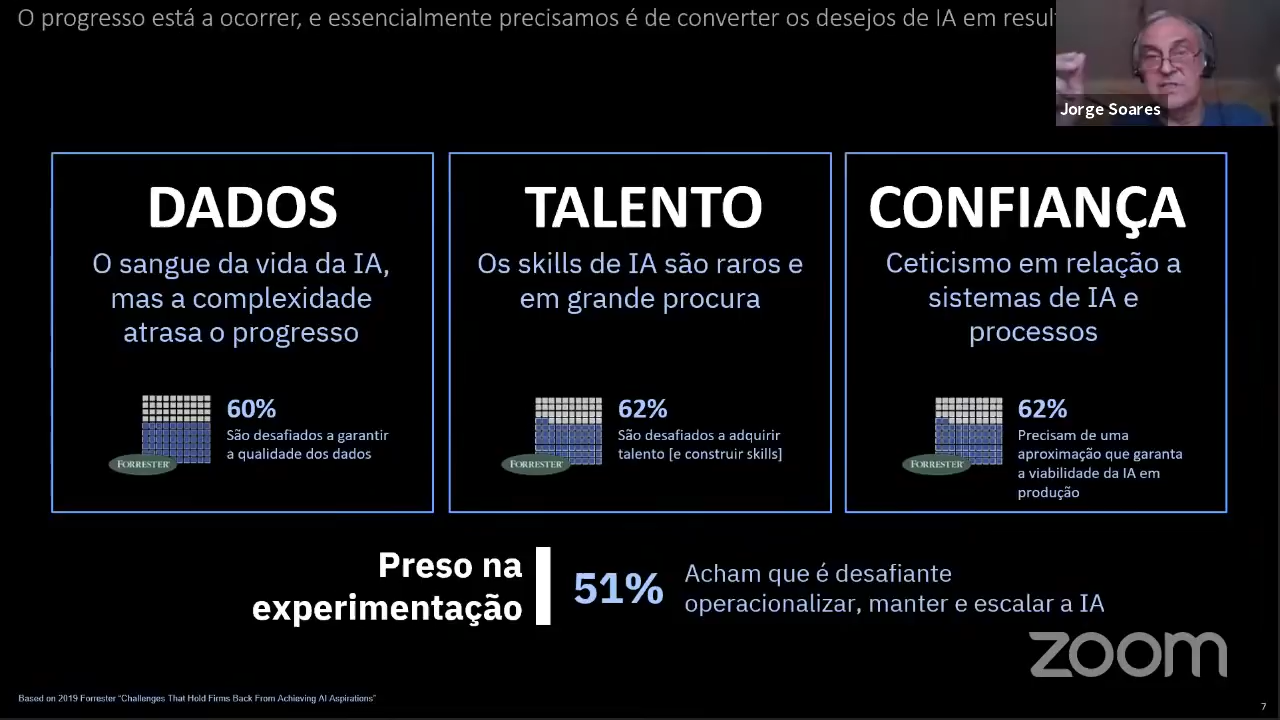 O progresso está a ocorrer, e essencialmente precisamos é de converter os desejos de IA em
Jorge Soares
DADOS
O sangue da vida da IA,
mas a complexidade
atrasa o progresso
60%
São desafiados a garantir
a qualidade dos dados
FORRESTER
TALENTO
Os skills de IA são raros e
em grande procura
62%
São desafiados a adquirir
talento [e construir skills]
FORRESTER
CONFIANÇA
Ceticismo em relação a
sistemas de IA e
processos
62%
Precisam de uma
aproximação que garanta
a viabilidade da IA em
produção
FORRESTER
Preso na
experimentação
51%
Acham que é desafiante
operacionalizar, manter e escalar a IA
zoom
Based on 2019 Forrester "Challenges That Hold Firms Back From Achieving AI Aspirations"
7